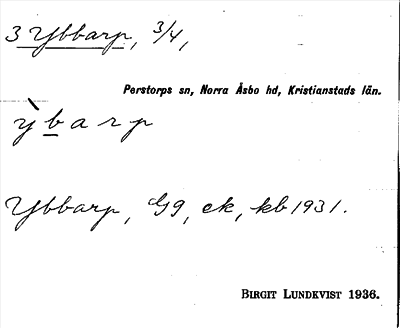 3 Ybbarp, 3/4,
Perstorps sn, Norra Åsbo hd, Kristianstads län.
ỳbarp
Ybbarp, G9, ek, kb 1931.
BIRGIT LUNDKVIST 1936.